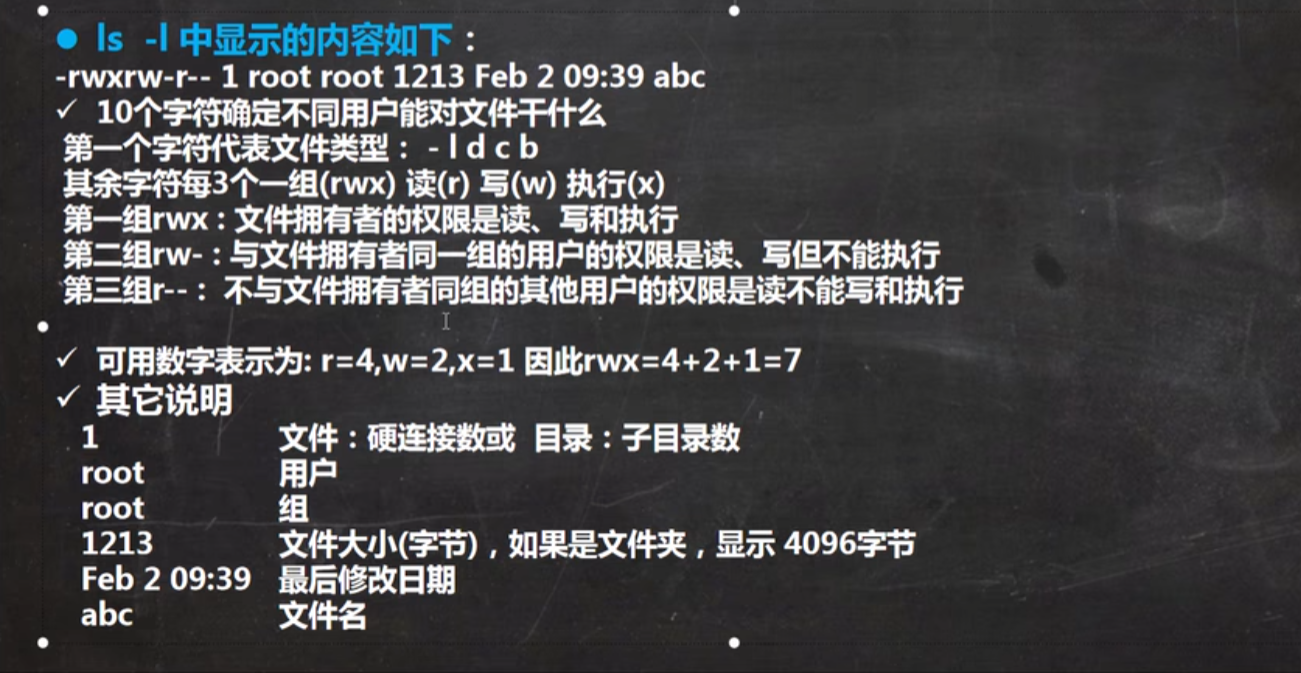 ● ls -l 中显示的内容如下：
-rwxrw-r-- 1 root root 1213 Feb 2 09:39 abc
✓ 10个字符确定不同用户能对文件干什么
第一个字符代表文件类型： - l d c b
其余字符每3个一组(rwx) 读(r) 写(w) 执行(x)
第一组rwx : 文件拥有者的权限是读、写和执行
第二组rw- : 与文件拥有者同一组的用户的权限是读、写但不能执行
第三组r-- : 不与文件拥有者同组的其他用户的权限是读不能写和执行
✓ 可用数字表示为: r=4,w=2,x=1 因此rwx=4+2+1=7
✓ 其它说明
1 文件：硬连接数或 目录：子目录数
root 用户
root 组
1213 文件大小(字节)，如果是文件夹，显示 4096字节
Feb 2 09:39 最后修改日期
abc 文件名